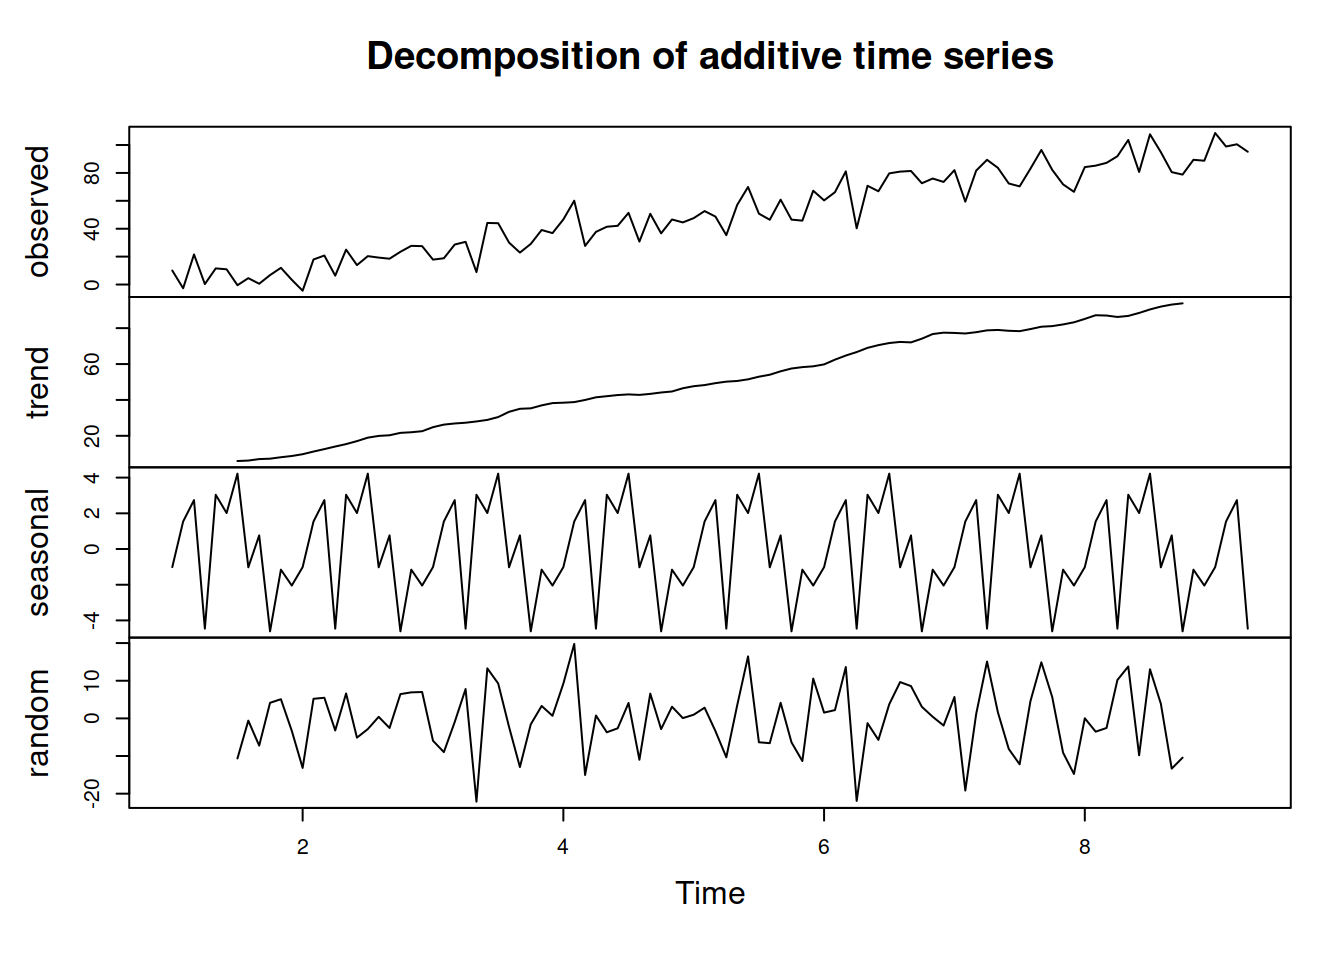 Decomposition of additive time series
observed
0 40 80
trend
20 60
seasonal
-4 0 2 4
random
-20 0 10
2 4 6 8
Time